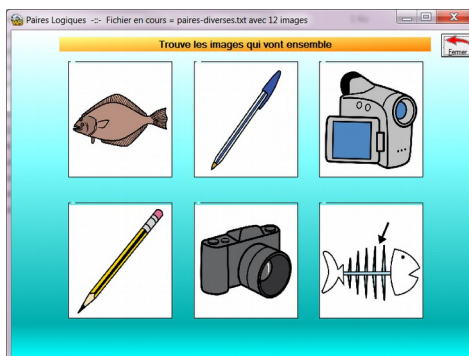 Paires Logiques -::- Fichier en cours = paires-diverses.txt avec 12 images
Trouve les images qui vont ensemble
Fermer